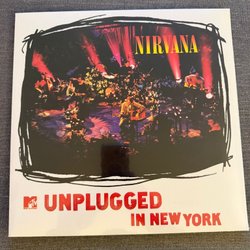 NIRVANA
MTV UNPLUGGED
IN NEW YORK